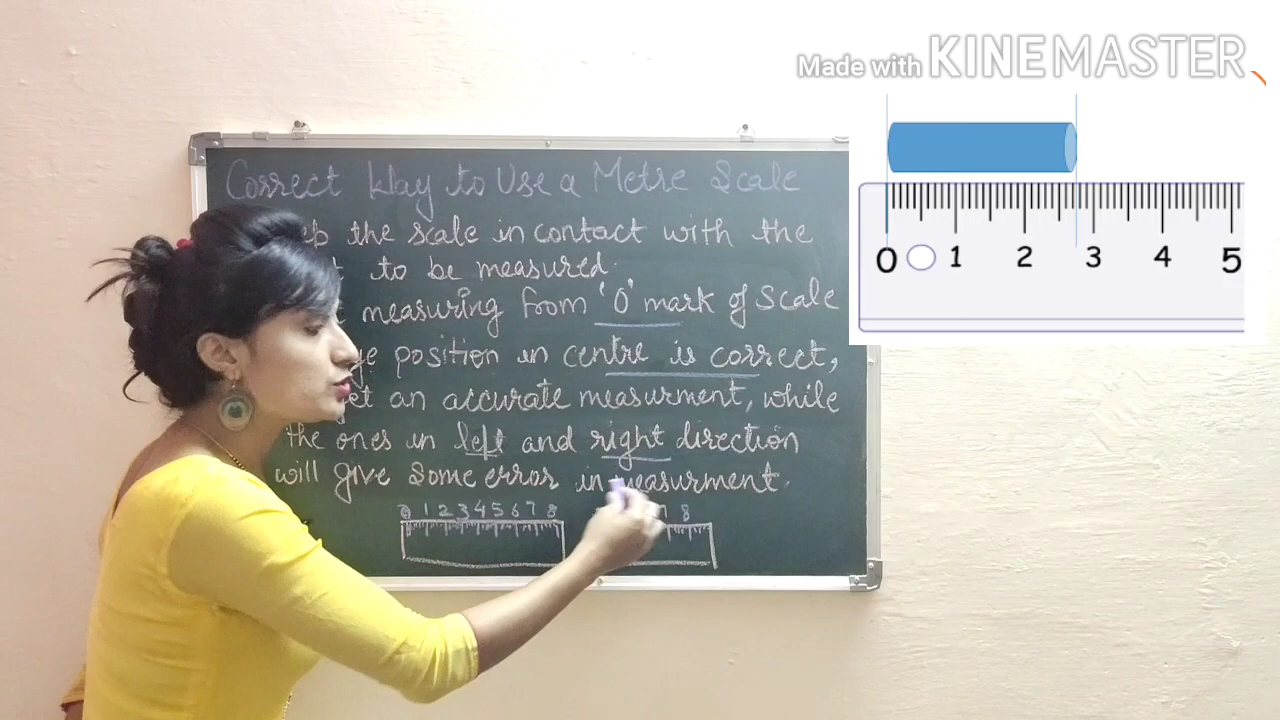 Made with KINEMASTER
Correct Way to Use a Metre Scale
the scale in contact with the
to be measured.
measuring from '0' mark of Scale
position in centre is correct,
an accurate measurment, while
the ones in left and right direction
will give some error in measurment.
0 1 2 3 4 5 6 7 8
7 8
0 1 2 3 4 5